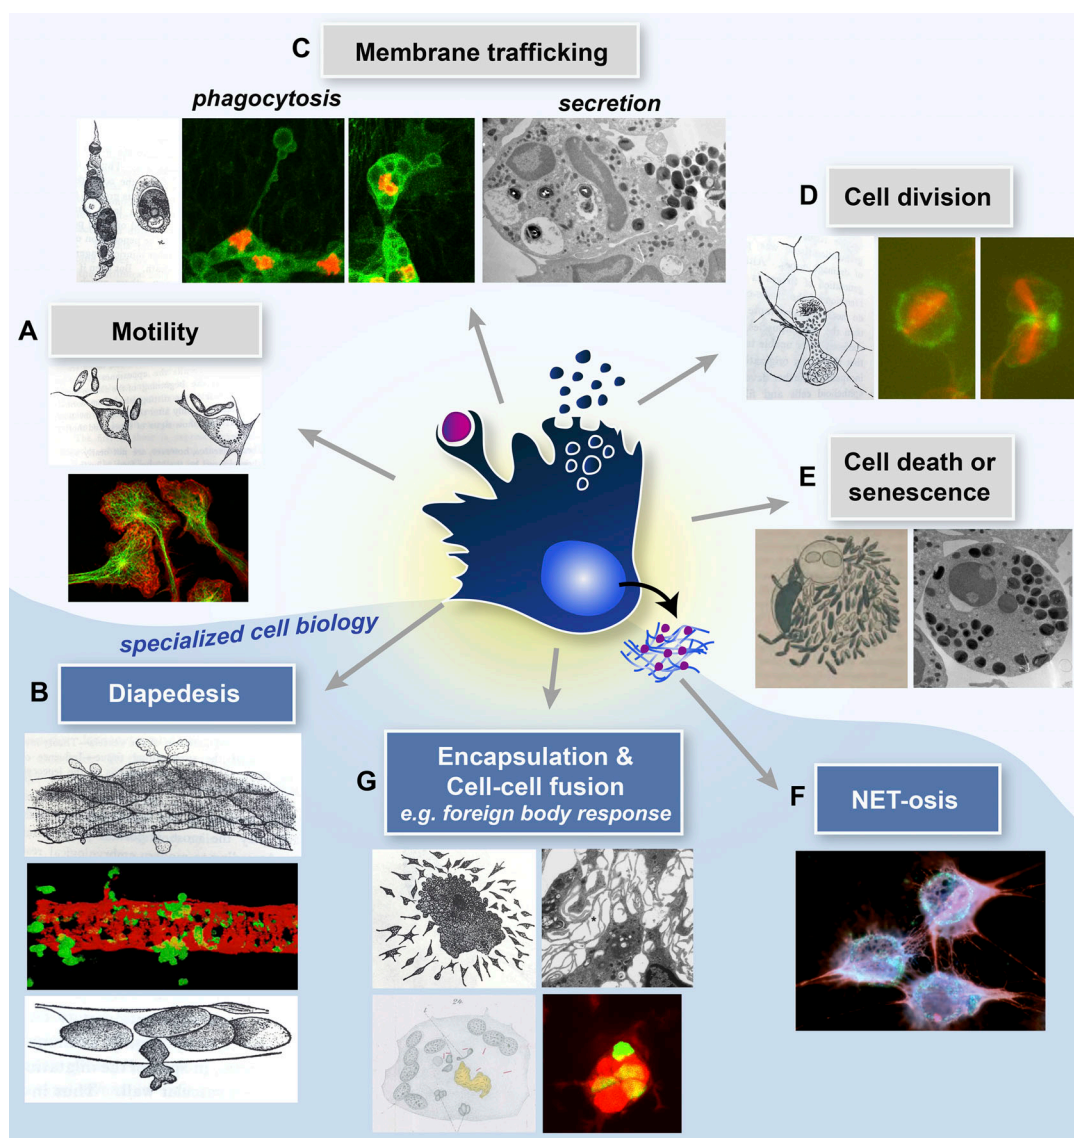 C
Membrane trafficking
phagocytosis
secretion
D
Cell division
A
Motility
E
Cell death or
senescence
specialized cell biology
B
Diapedesis
G
Encapsulation &
Cell-cell fusion
e.g. foreign body response
F
NET-osis
*